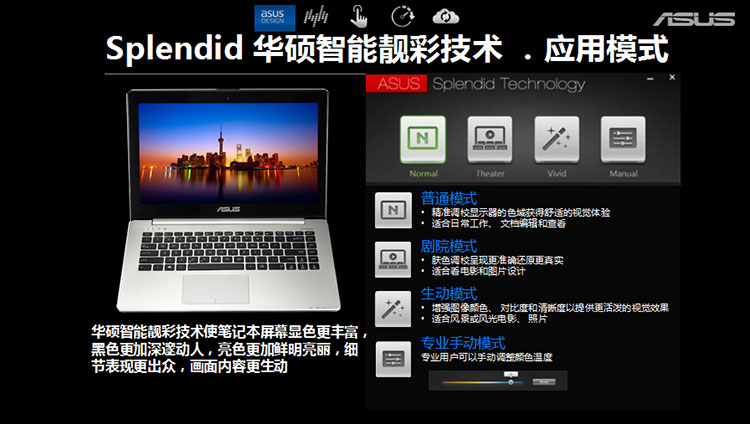 asus
DESIGN
ASUS
Splendid 华硕智能靓彩技术 . 应用模式
ASUS Splendid Technology
Normal
Theater
Vivid
Manual
ASUS
普通模式
• 精准调校显示器的色域获得舒适的视觉体验
• 适合日常工作、文档编辑和查看
剧院模式
• 肤色调校呈现更准确还原更真实
• 适合看电影和图片设计
生动模式
• 增强图像颜色、对比度和清晰度以提供更活泼的视觉效果
• 适合风景或风光电影、照片
专业手动模式
专业用户可以手动调整颜色温度
华硕智能靓彩技术使笔记本屏幕显色更丰富,
黑色更加深邃动人,亮色更加鲜明亮丽,细
节表现更出众,画面内容更生动